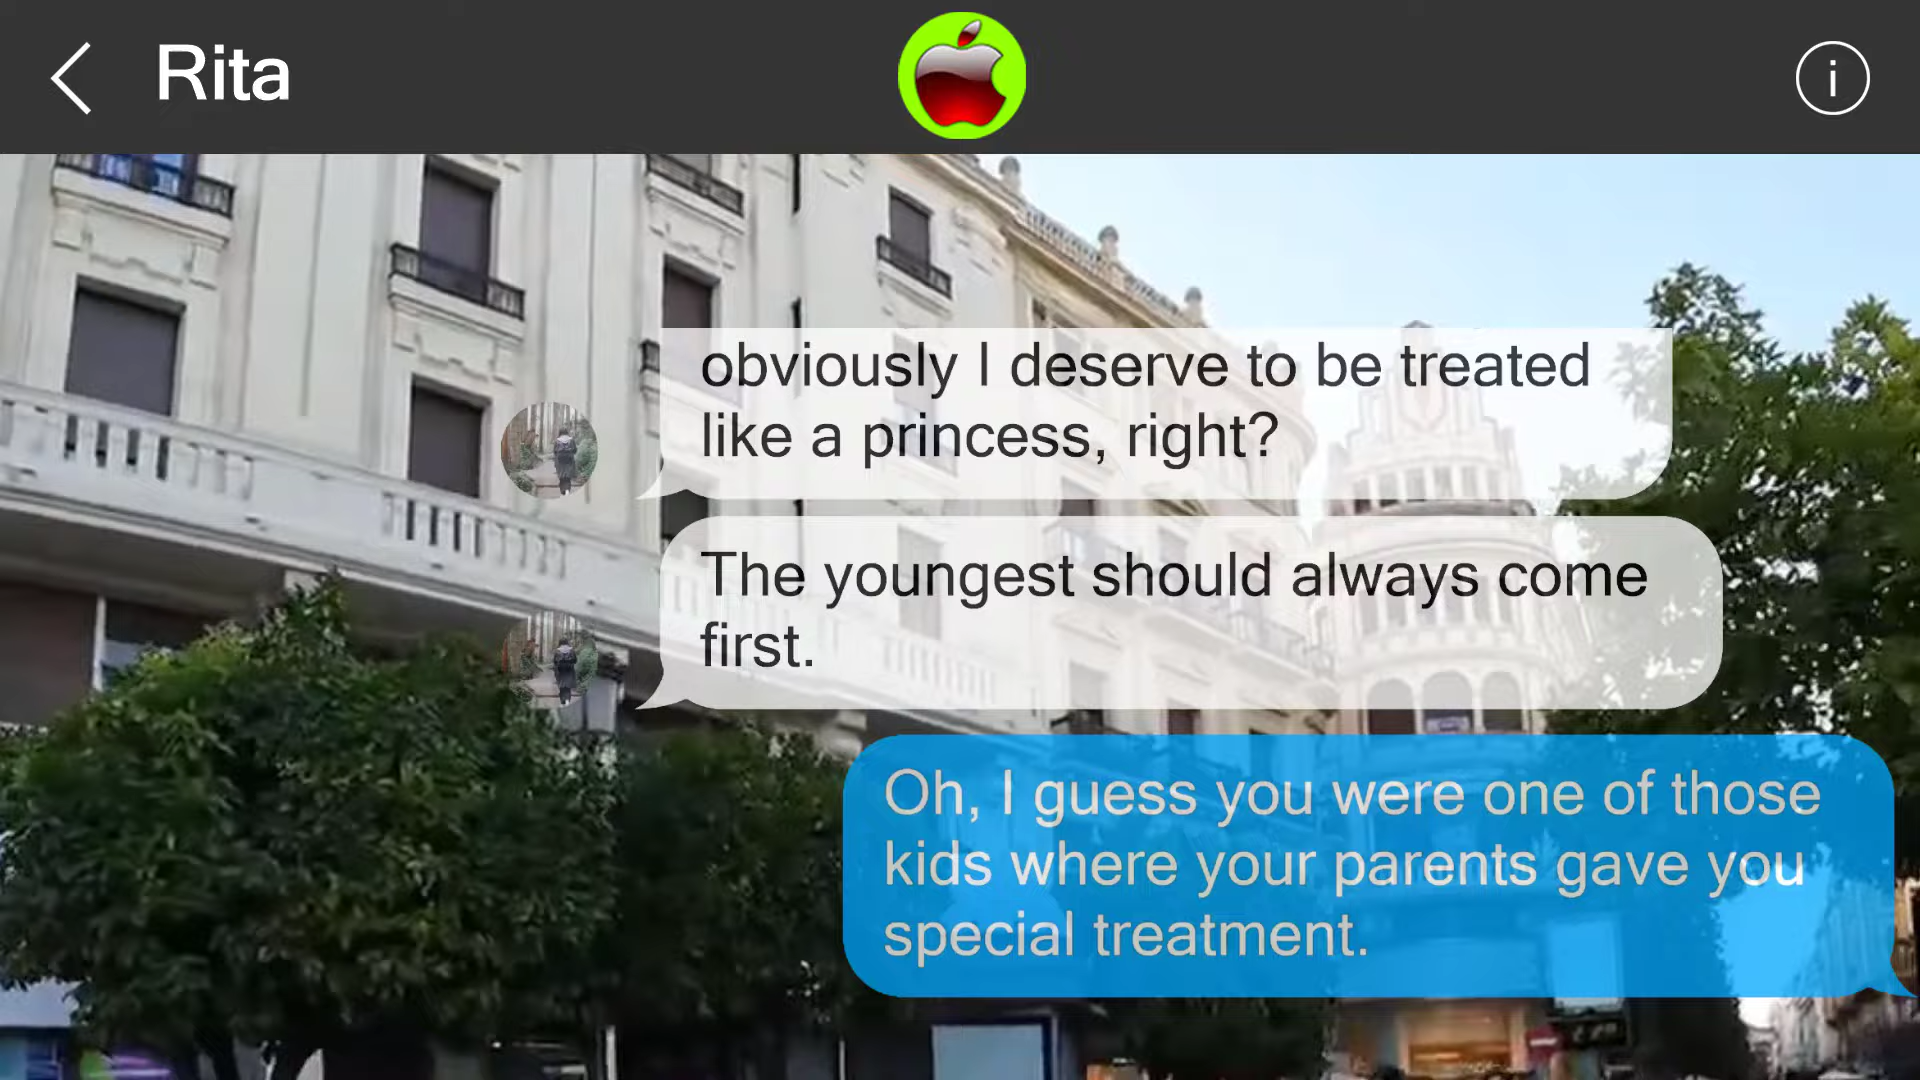 Rita
i
obviously I deserve to be treated
like a princess, right?
The youngest should always come
first.
Oh, I guess you were one of those
kids where your parents gave you
special treatment.